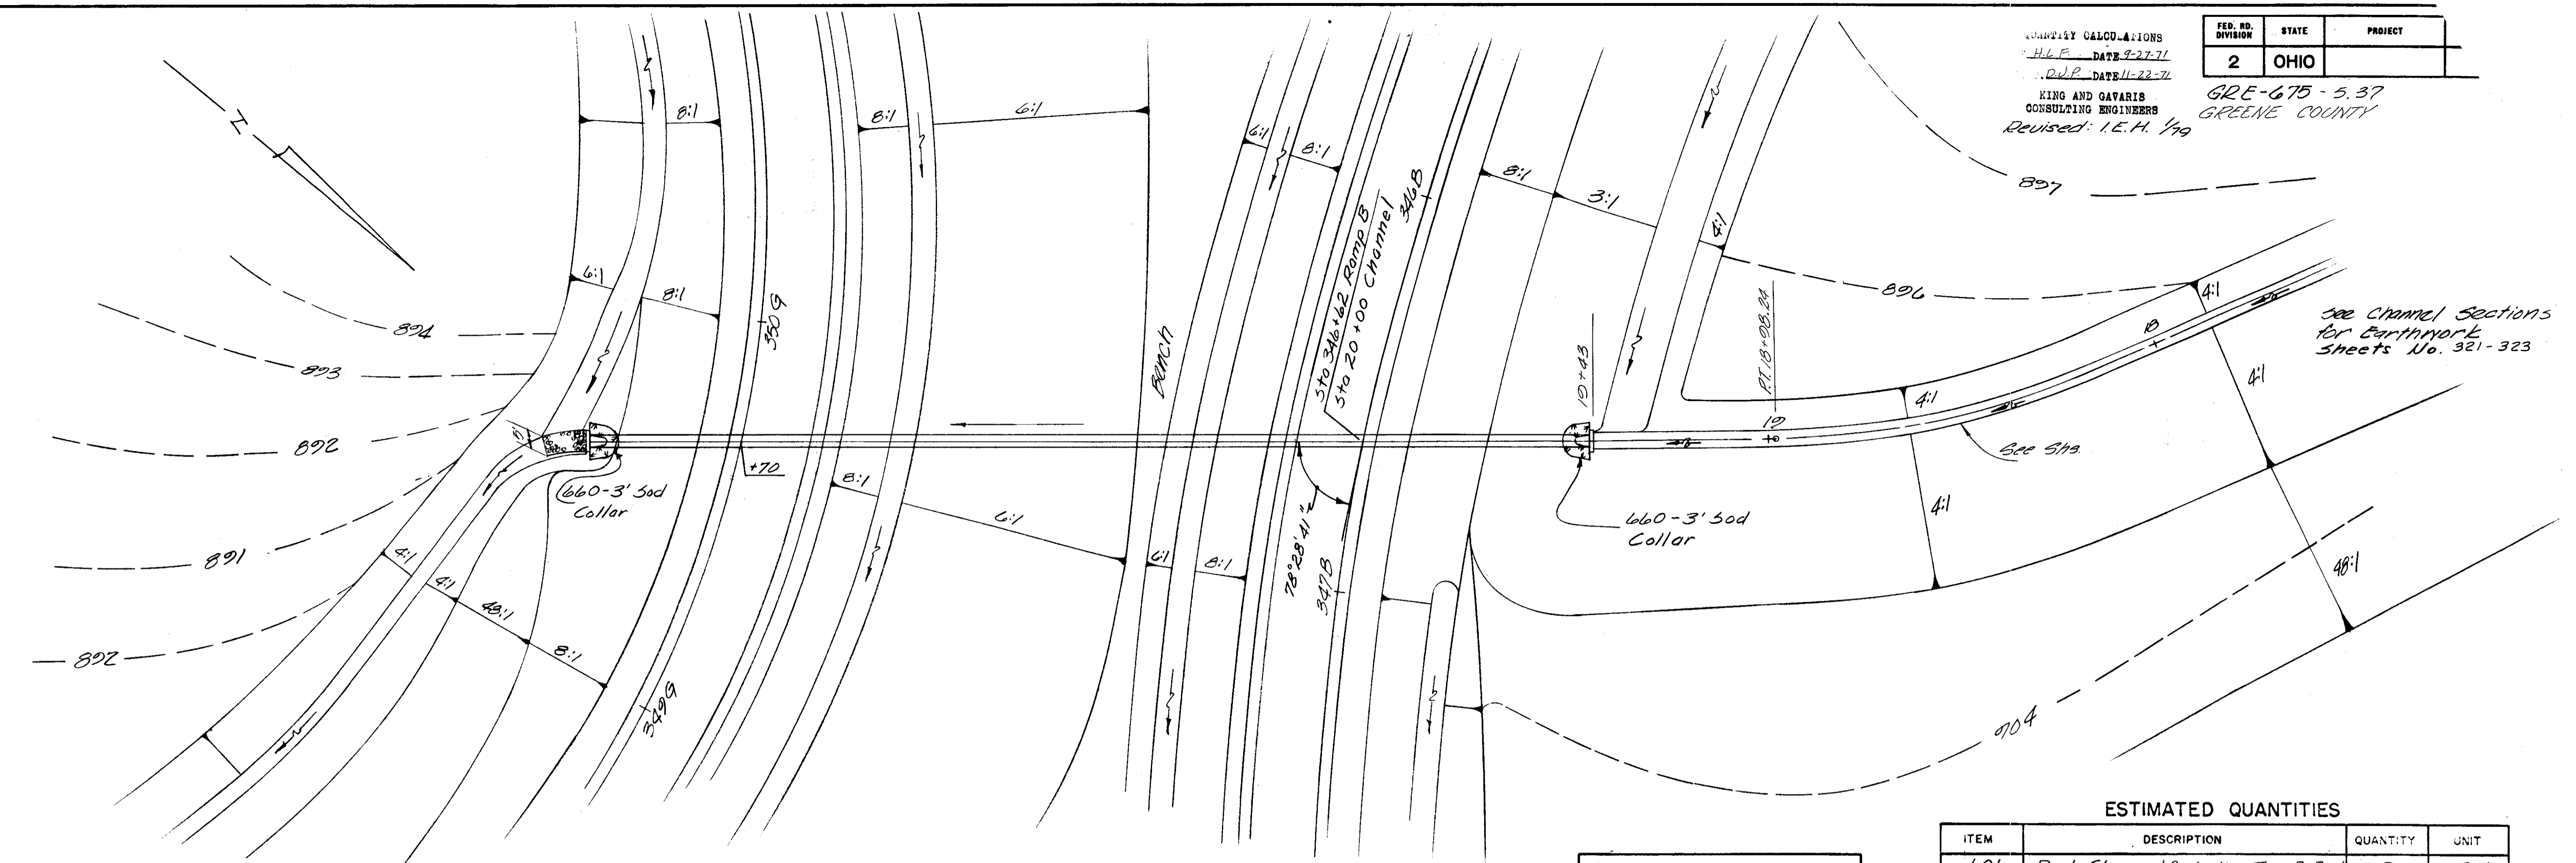 QUANTITY CALCULATIONS
H.L.F. DATE 9-27-71
D.J.P. DATE 11-22-71
KING AND GAVARIS
CONSULTING ENGINEERS
Revised: I.E.H. 1/79
FED. RD. DIVISION STATE PROJECT
2 OHIO
GRE-675-5.37
GREENE COUNTY
8:1
8:1
6:1
6:1
8:1
8:1
3:1
4:1
897
6:1
8:1
350 G
Sta 346+62 Ramp B
Sta 20+00 Channel
346B
896
4:1
894
893
892
891
892
Bench
19+43
P.T. 18+98.24
19
18
4:1
4:1
See Channel Sections
for Earthwork
Sheets No. 321-323
See Shs.
5'
+70
660-3' Sod
Collar
8:1
6:1
6:1
8:1
78°28'41"
347B
660-3' Sod
Collar
4:1
48:1
4:1
4:1
48:1
8:1
349G
904
ESTIMATED QUANTITIES
ITEM DESCRIPTION QUANTITY UNIT